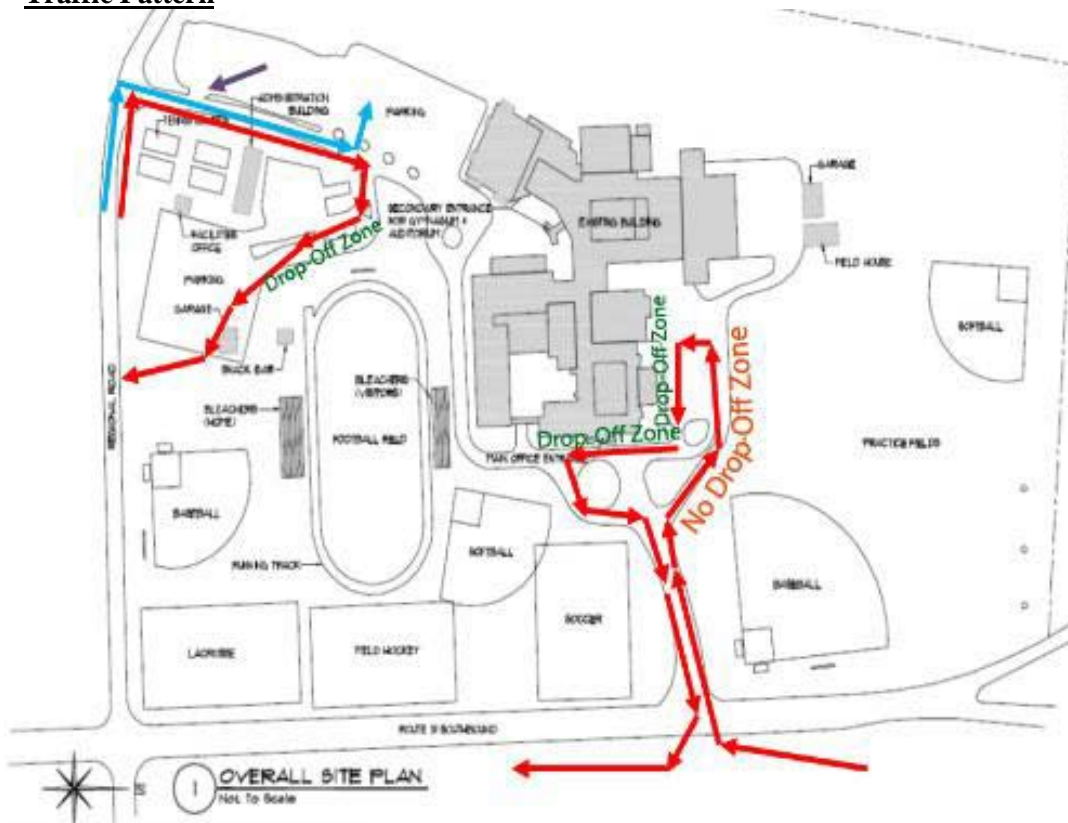 Traffic Pattern
ADMINISTRATION
BUILDING
PARKING
GARAGE
SECONDARY ENTRANCE
FOR GYMNASIUM &
AUDITORIUM
EXISTING BUILDING
FACILITIES
OFFICE
FIELD HOUSE
Drop-Off Zone
PARKING
GARAGE
SOFTBALL
SNACK BAR
Drop-Off Zone
No Drop-Off Zone
BLEACHERS
(VISITORS)
REGIONAL ROAD
BLEACHERS
(HOME)
FOOTBALL FIELD
Drop-Off Zone
PRACTICE FIELDS
MAIN OFFICE
BASEBALL
SOFTBALL
RUNNING TRACK
BASEBALL
SOCCER
LACROSSE
FIELD HOCKEY
ROUTE 9 SOUTHBOUND
S
1
OVERALL SITE PLAN
Not To Scale